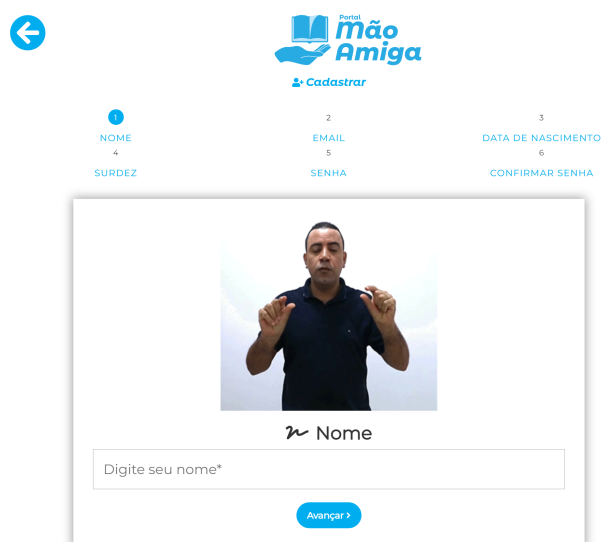 Portal
Mão
Amiga
Cadastrar
1 2 3
NOME EMAIL DATA DE NASCIMENTO
4 5 6
SURDEZ SENHA CONFIRMAR SENHA
Nome
Digite seu nome*
Avançar